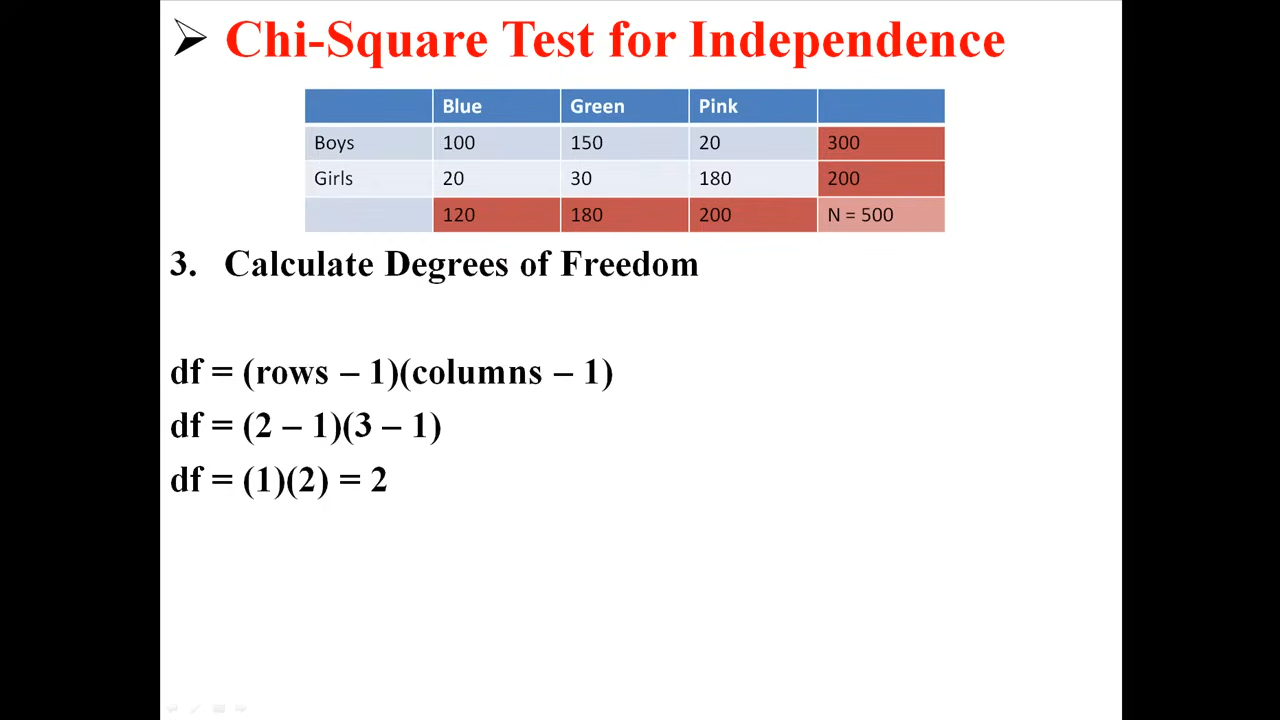 ➢ Chi-Square Test for Independence
Blue Green Pink
Boys 100 150 20 300
Girls 20 30 180 200
120 180 200 N = 500
3. Calculate Degrees of Freedom
df = (rows – 1)(columns – 1)
df = (2 – 1)(3 – 1)
df = (1)(2) = 2